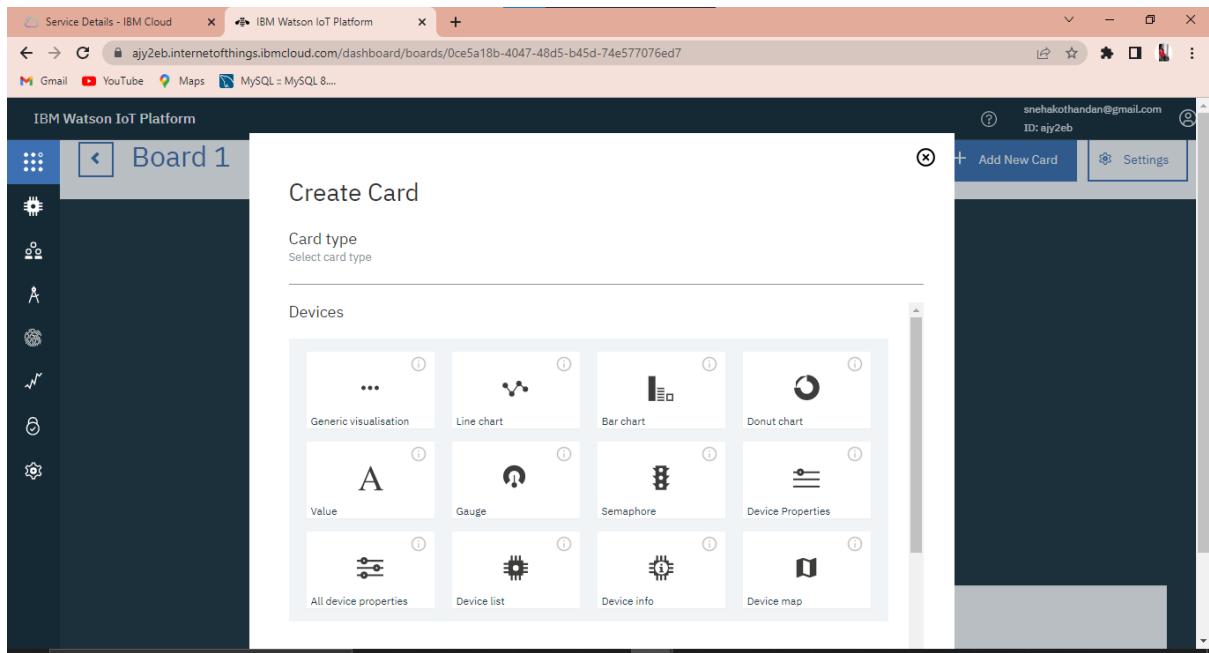 Service Details - IBM Cloud
IBM Watson IoT Platform
ajy2eb.internetofthings.ibmcloud.com/dashboard/boards/0ce5a18b-4047-48d5-b45d-74e577076ed7
Gmail YouTube Maps MySQL :: MySQL 8....
IBM Watson IoT Platform
snehakothandan@gmail.com
ID: ajy2eb
Board 1
Add New Card
Settings
Create Card
Card type
Select card type
Devices
Generic visualisation Line chart Bar chart Donut chart
A
Value Gauge Semaphore Device Properties
All device properties Device list Device info Device map